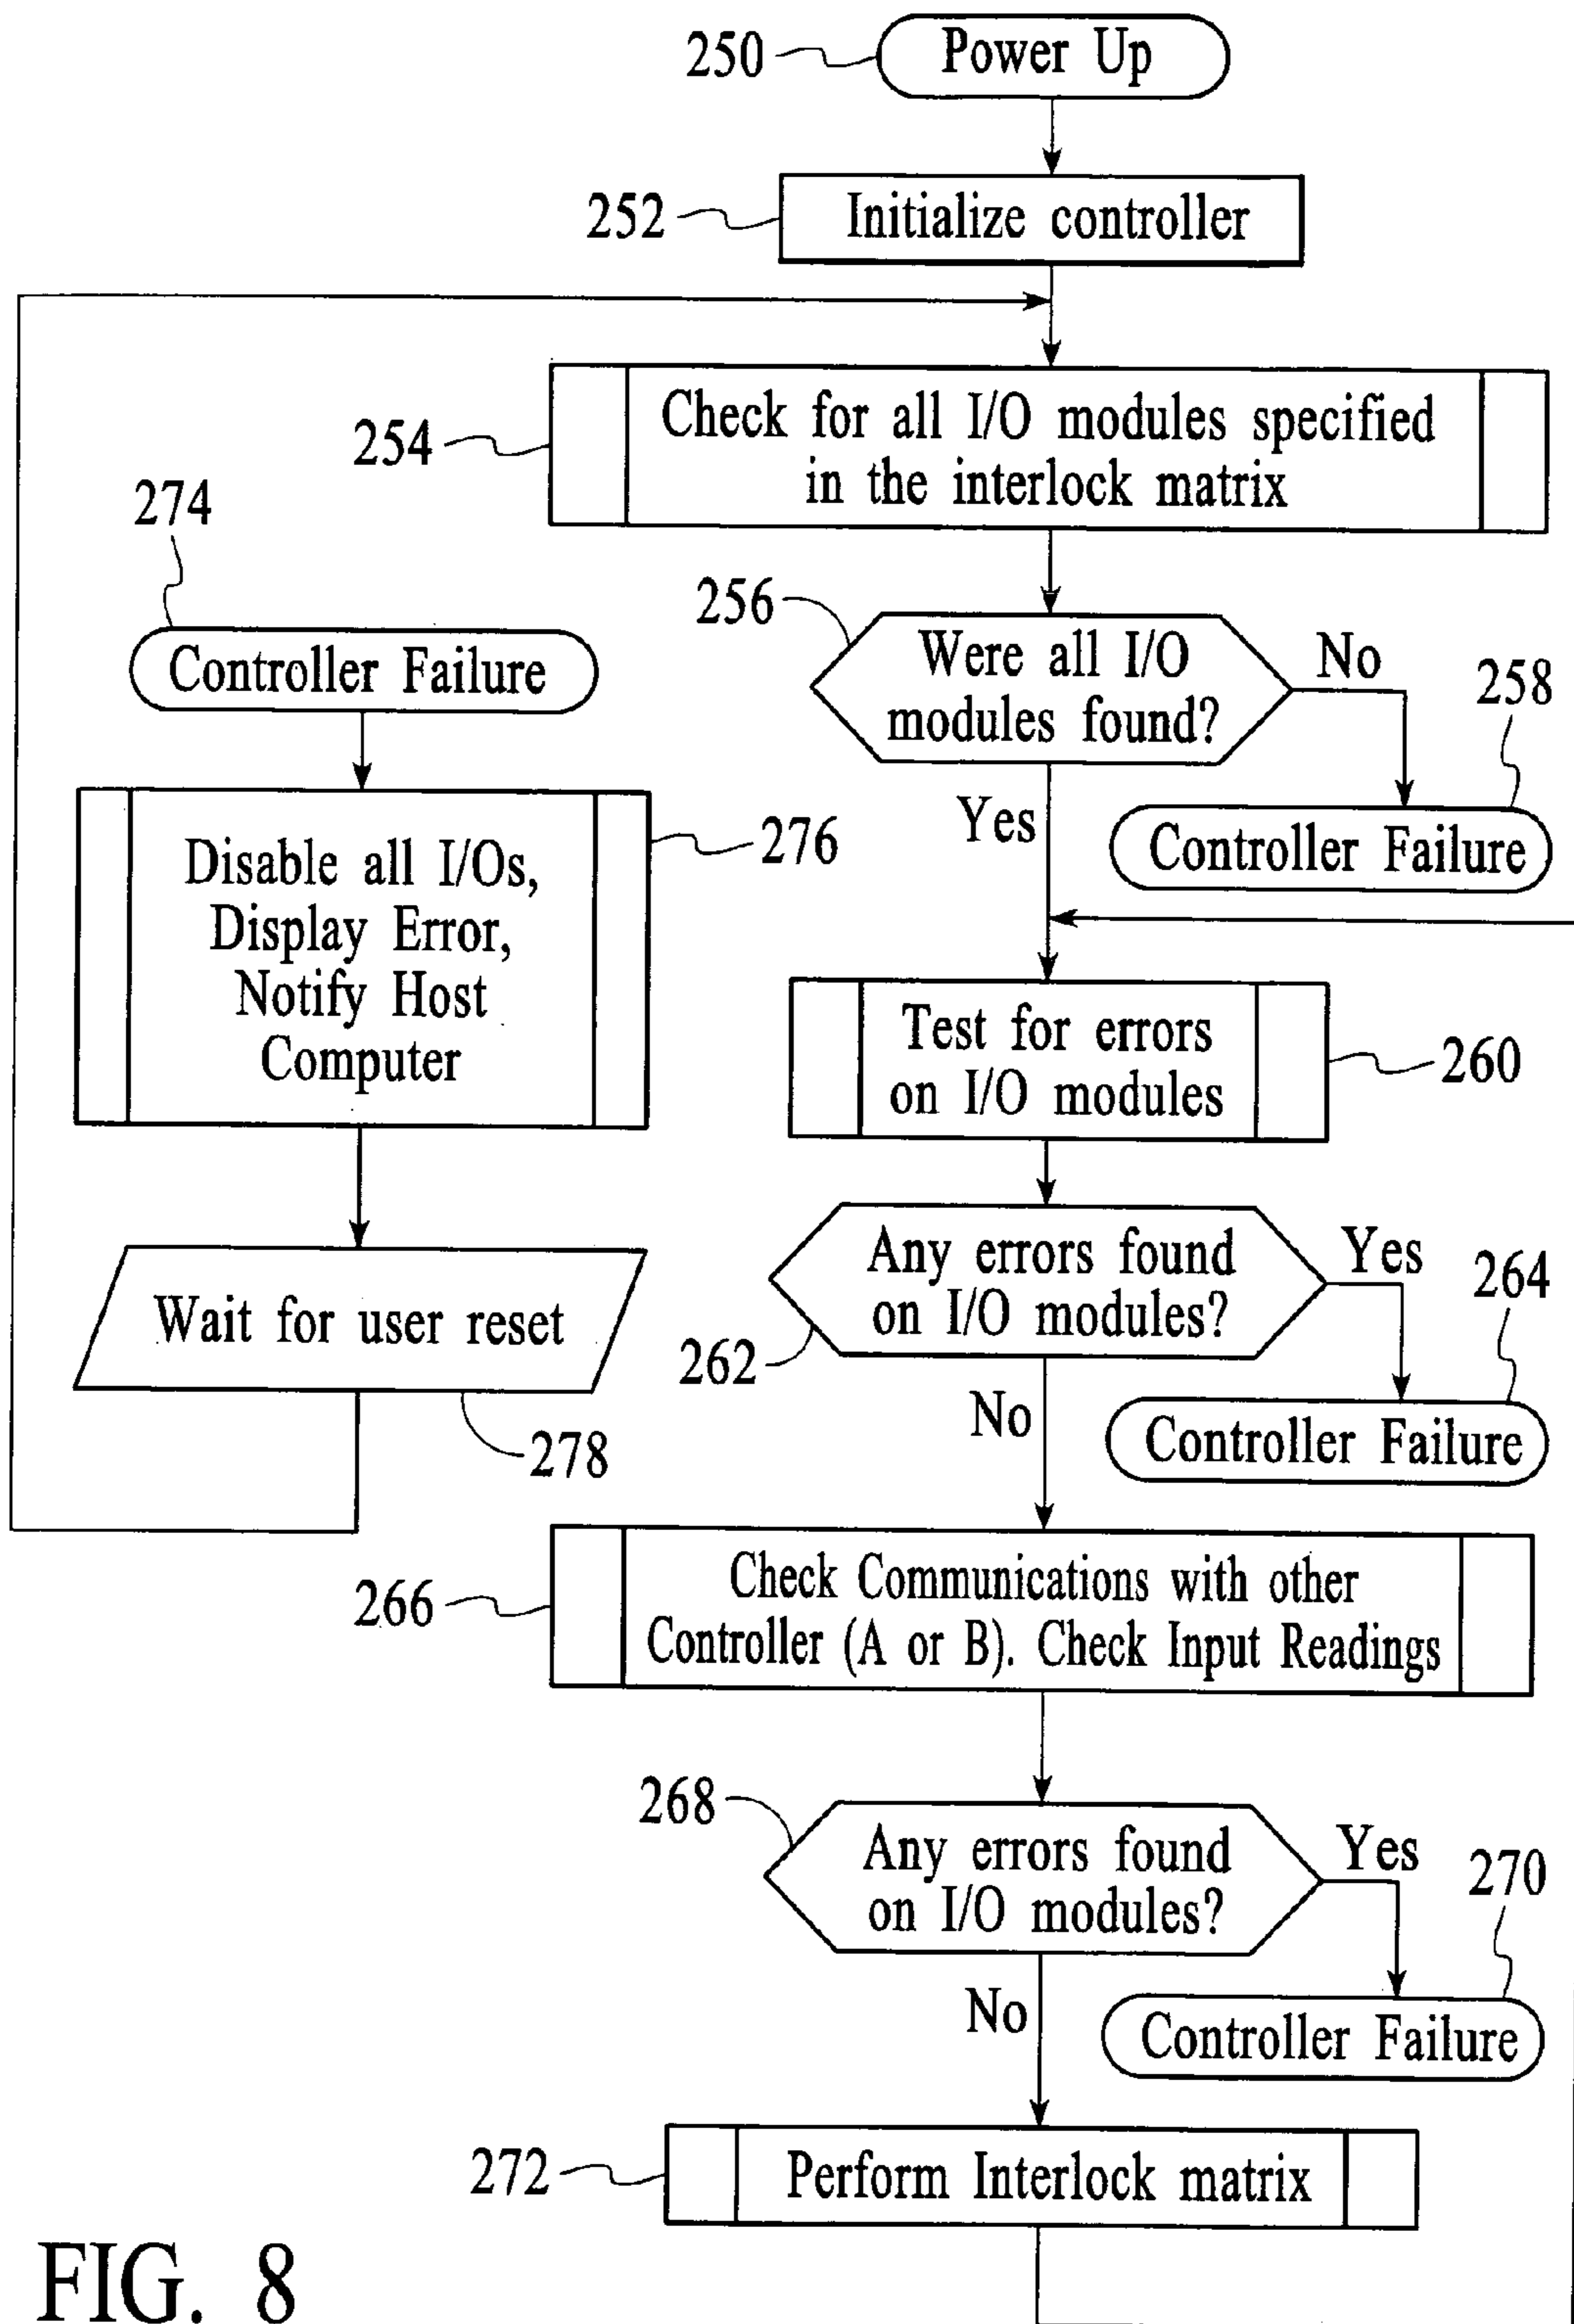 250
Power Up
252
Initialize controller
254
Check for all I/O modules specified
in the interlock matrix
274
256
Were all I/O
modules found?
No
258
Controller Failure
Yes
Controller Failure
276
Disable all I/Os,
Display Error,
Notify Host
Computer
Test for errors
on I/O modules
260
Any errors found
on I/O modules?
Yes
264
262
Wait for user reset
No
Controller Failure
278
266
Check Communications with other
Controller (A or B). Check Input Readings
268
Any errors found
on I/O modules?
Yes
270
No
Controller Failure
272
Perform Interlock matrix
FIG. 8